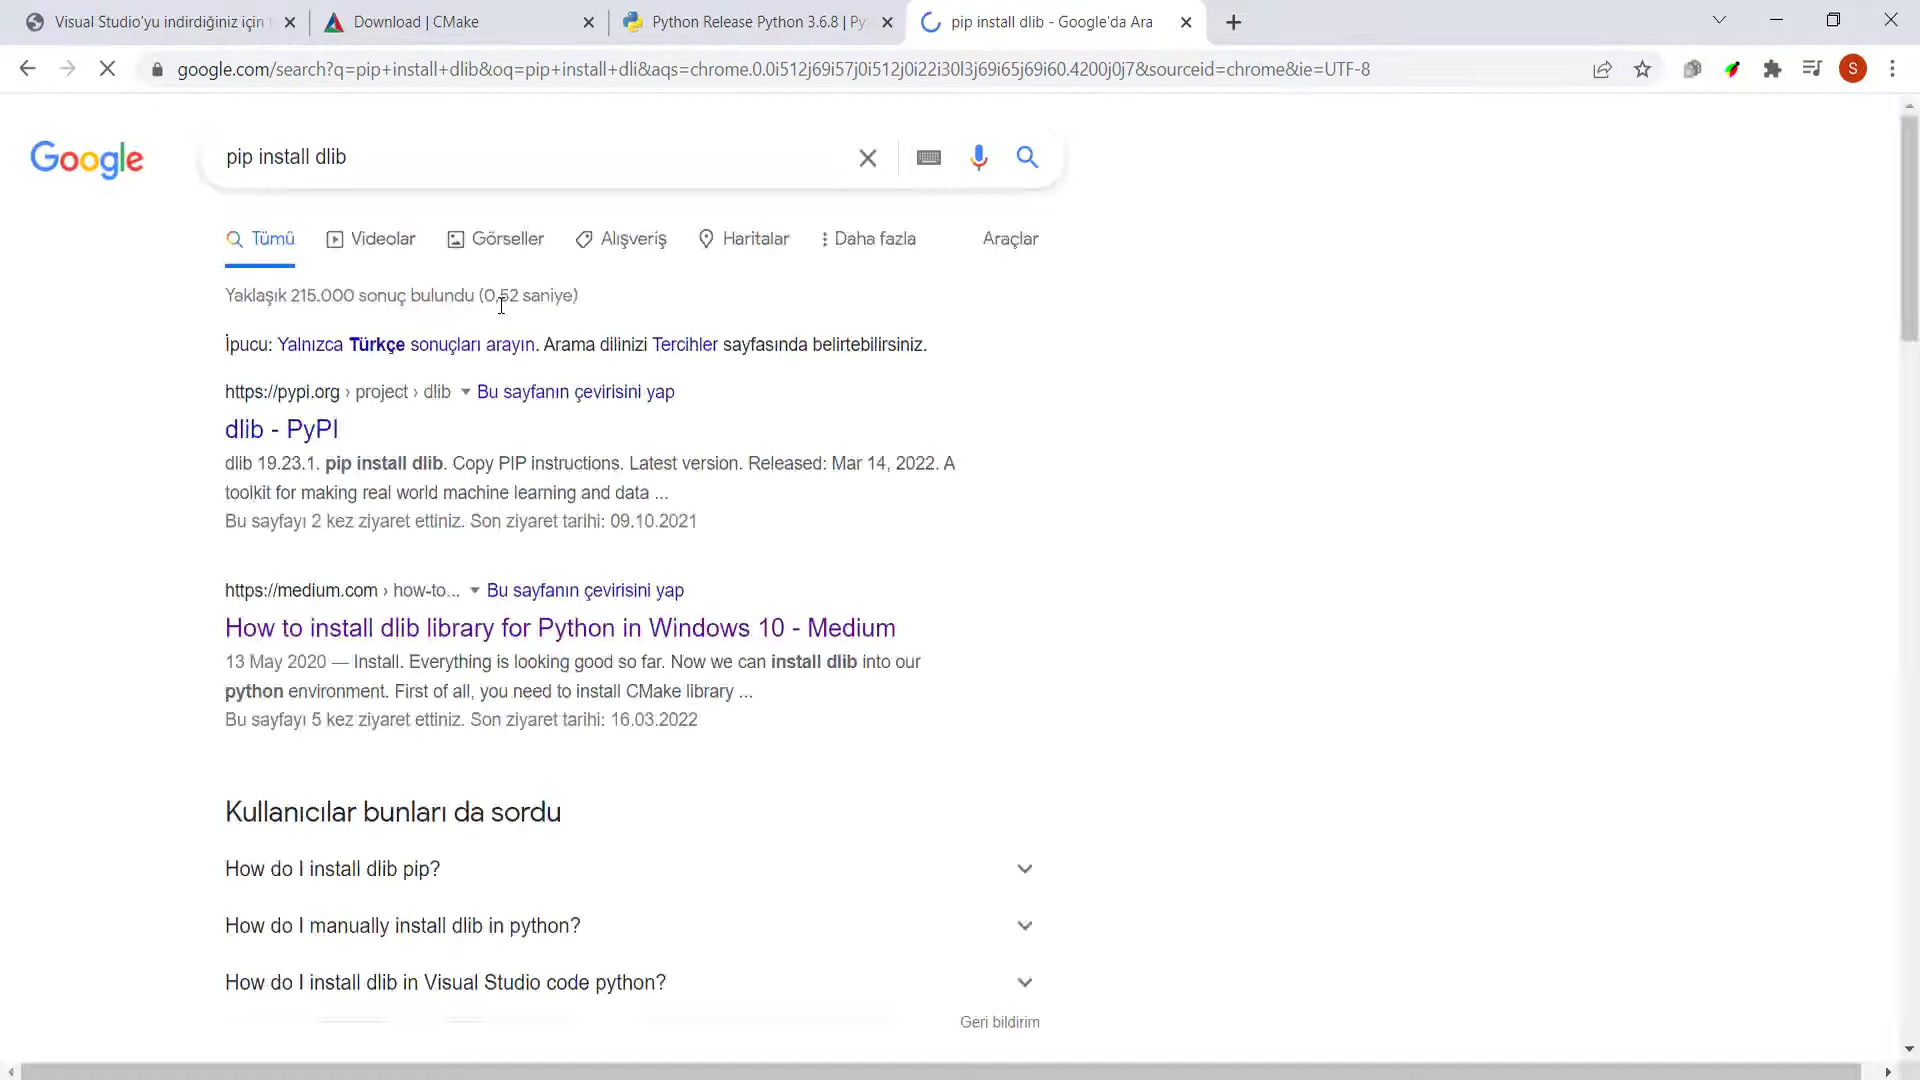 Visual Studio'yu indirdiğiniz için
Download | CMake
Python Release Python 3.6.8 | Py
pip install dlib - Google'da Ara
google.com/search?q=pip+install+dlib&oq=pip+install+dli&aqs=chrome.0.0i512j69i57j0i512j0i22i30l3j69i65j69i60.4200j0j7&sourceid=chrome&ie=UTF-8
S
Google
pip install dlib
Tümü
Videolar
Görseller
Alışveriş
Haritalar
Daha fazla
Araçlar
Yaklaşık 215.000 sonuç bulundu (0,52 saniye)
İpucu: Yalnızca Türkçe sonuçları arayın. Arama dilinizi Tercihler sayfasında belirtebilirsiniz.
https://pypi.org › project › dlib Bu sayfanın çevirisini yap
dlib - PyPI
dlib 19.23.1. pip install dlib. Copy PIP instructions. Latest version. Released: Mar 14, 2022. A
toolkit for making real world machine learning and data ...
Bu sayfayı 2 kez ziyaret ettiniz. Son ziyaret tarihi: 09.10.2021
https://medium.com › how-to... Bu sayfanın çevirisini yap
How to install dlib library for Python in Windows 10 - Medium
13 May 2020 — Install. Everything is looking good so far. Now we can install dlib into our
python environment. First of all, you need to install CMake library ...
Bu sayfayı 5 kez ziyaret ettiniz. Son ziyaret tarihi: 16.03.2022
Kullanıcılar bunları da sordu
How do I install dlib pip?
How do I manually install dlib in python?
How do I install dlib in Visual Studio code python?
Geri bildirim